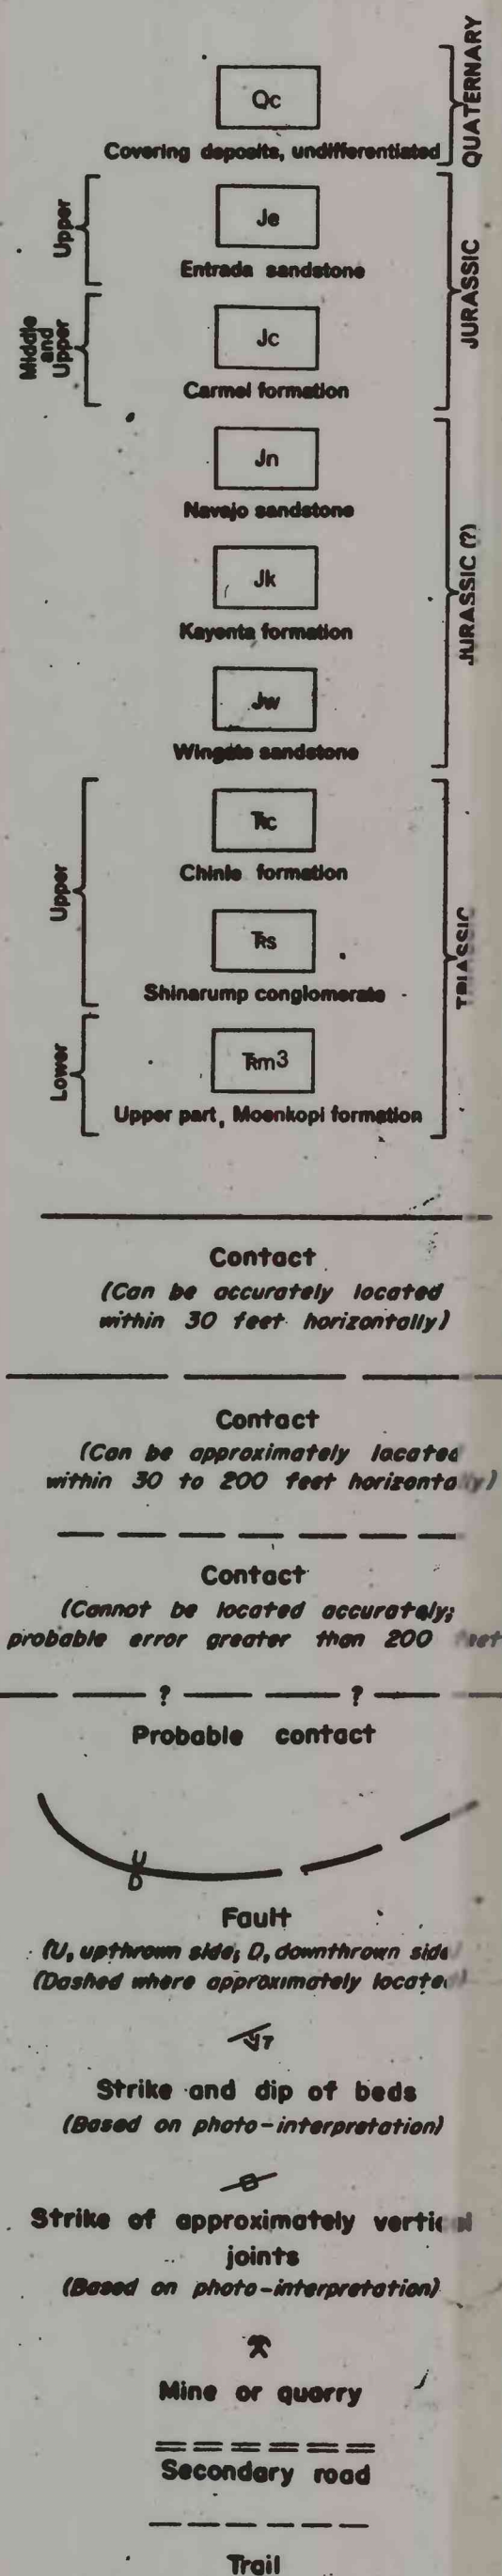 QUATERNARY
Qc
Covering deposits, undifferentiated
Upper
JURASSIC
Je
Entrada sandstone
Middle
and
Upper
Jc
Carmel formation
JURASSIC (?)
Jn
Navajo sandstone
Jk
Kayenta formation
Jw
Wingate sandstone
TRIASSIC
Upper
Ꞧc
Chinle formation
Ꞧs
Shinarump conglomerate
Lower
Ꞧm3
Upper part, Moenkopi formation
Contact
(Can be accurately located
within 30 feet horizontally)
Contact
(Can be approximately located
within 30 to 200 feet horizontally)
Contact
(Cannot be located accurately;
probable error greater than 200 feet
? ?
Probable contact
U
D
Fault
(U, upthrown side; D, downthrown side)
(Dashed where approximately located)
Strike and dip of beds
(Based on photo-interpretation)
Strike of approximately vertical
joints
(Based on photo-interpretation)
Mine or quarry
Secondary road
Trail